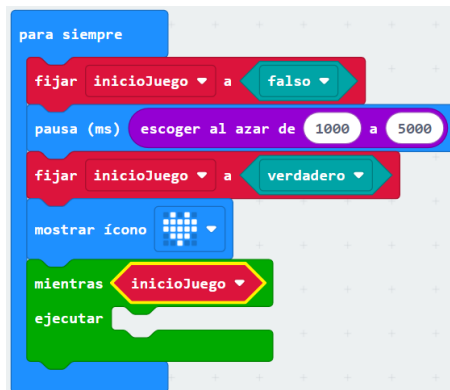 para siempre
fijar inicioJuego a falso
pausa (ms) escoger al azar de 1000 a 5000
fijar inicioJuego a verdadero
mostrar ícono
mientras inicioJuego
ejecutar